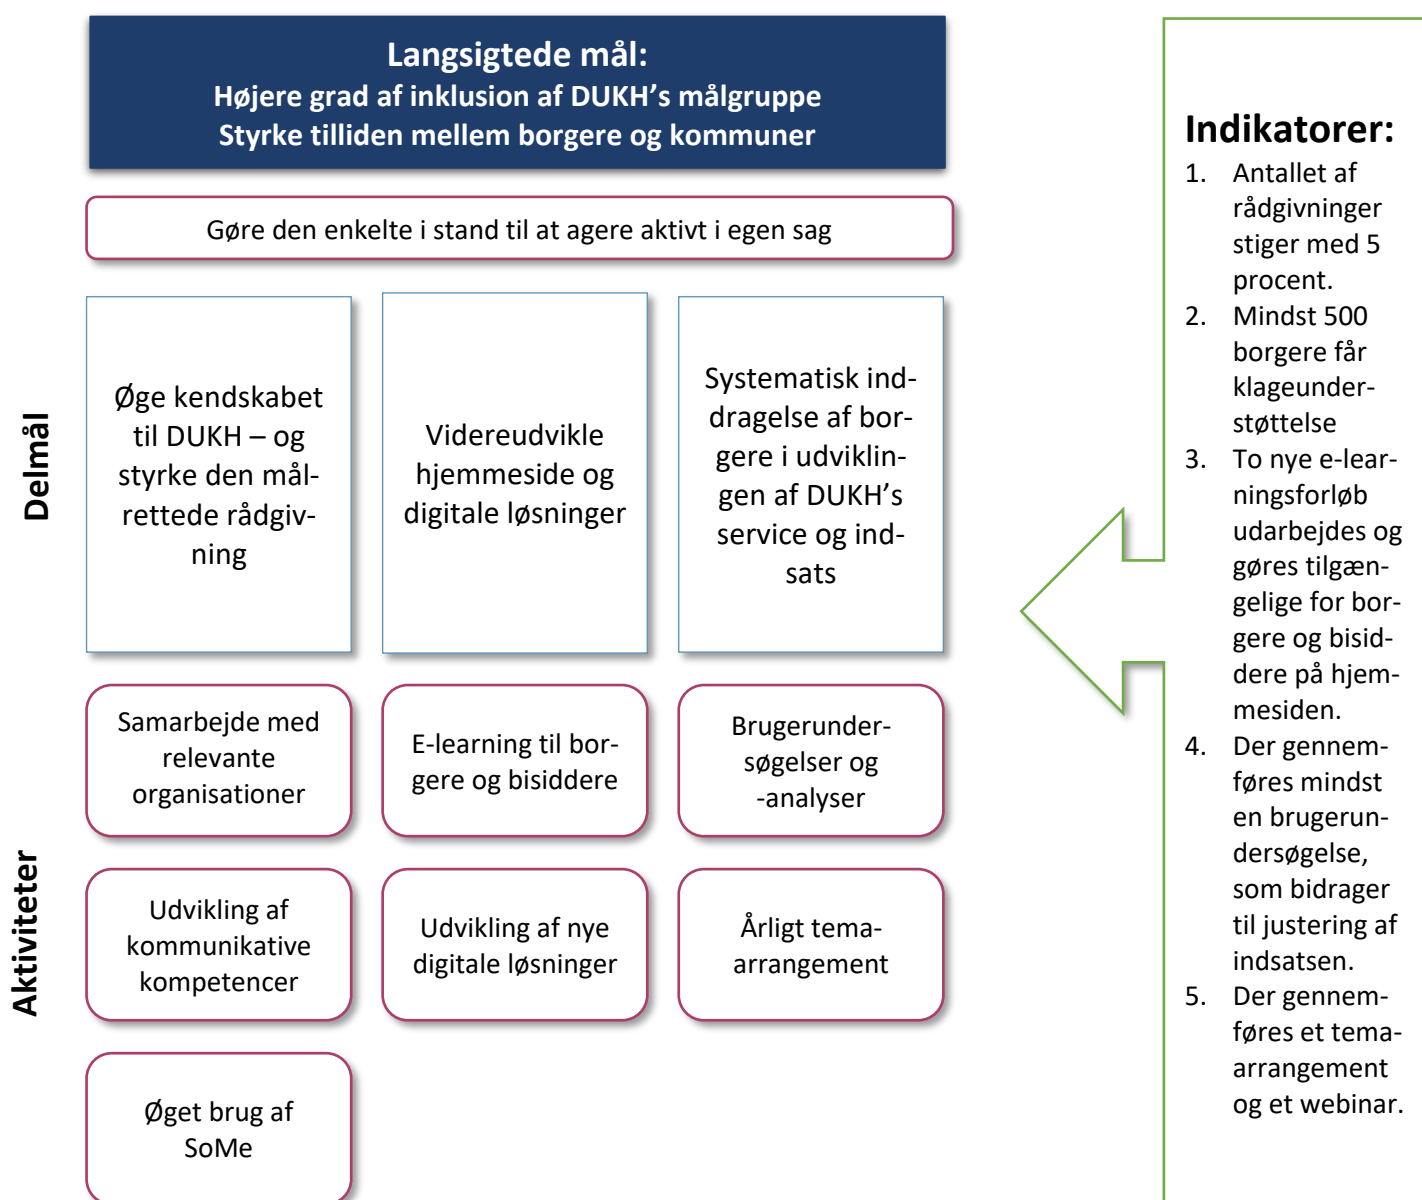 Langsigtede mål:
Højere grad af inklusion af DUKH's målgruppe
Styrke tilliden mellem borgere og kommuner
Gøre den enkelte i stand til at agere aktivt i egen sag
Delmål
Øge kendskabet
til DUKH – og
styrke den mål-
rettede rådgiv-
ning
Videreudvikle
hjemmeside og
digitale løsninger
Systematisk ind-
dragelse af bor-
gere i udviklin-
gen af DUKH's
service og ind-
sats
Aktiviteter
Samarbejde med
relevante
organisationer
E-learning til bor-
gere og bisiddere
Brugerunder-
søgelser og
-analyser
Udvikling af
kommunikative
kompetencer
Udvikling af nye
digitale løsninger
Årligt tema-
arrangement
Øget brug af
SoMe
Indikatorer:
1. Antallet af
rådgivninger
stiger med 5
procent.
2. Mindst 500
borgere får
klageunder-
støttelse
3. To nye e-lear-
ningsforløb
udarbejdes og
gøres tilgæn-
gelige for bor-
gere og bisid-
dere på hjem-
mesiden.
4. Der gennem-
føres mindst
en brugerun-
dersøgelse,
som bidrager
til justering af
indsatsen.
5. Der gennem-
føres et tema-
arrangement
og et webinar.